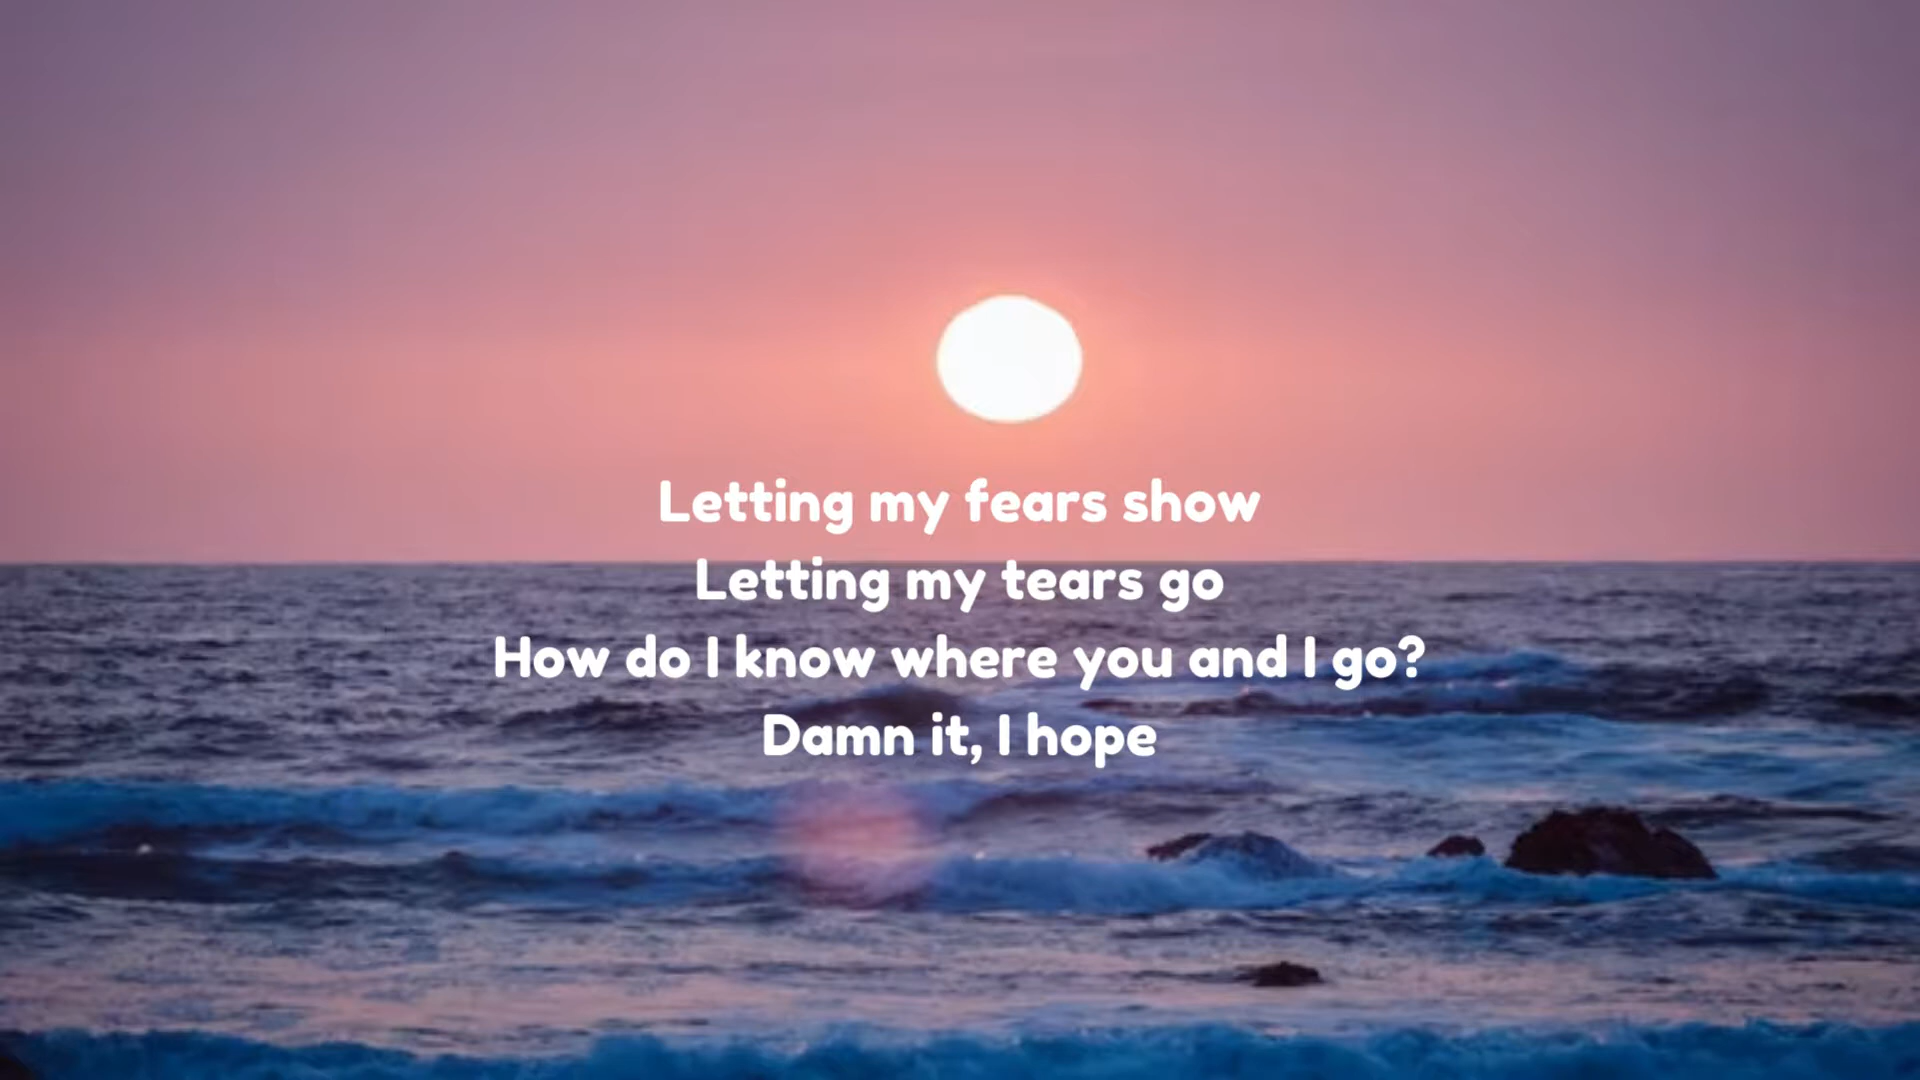 Letting my fears show
Letting my tears go
How do I know where you and I go?
Damn it, I hope